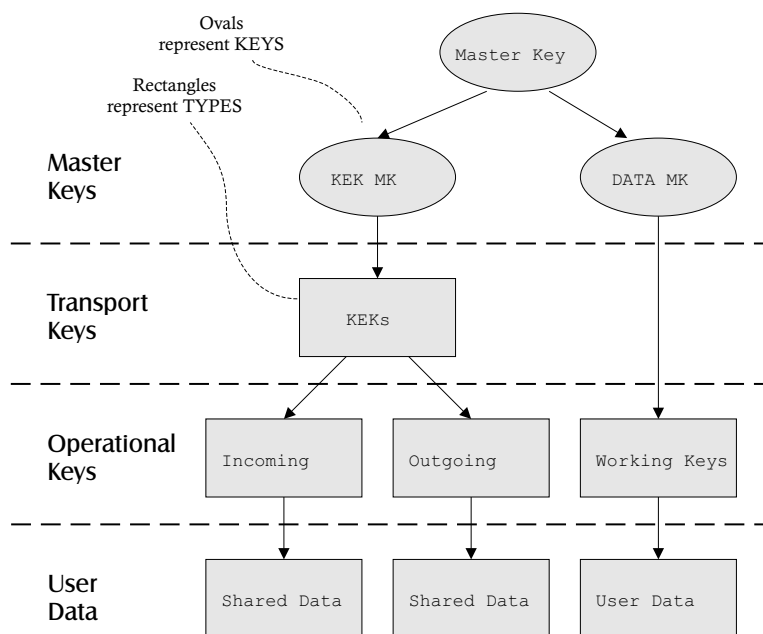 Ovals
represent KEYS
Master Key
Rectangles
represent TYPES
Master
Keys
KEK MK
DATA MK
Transport
Keys
KEKs
Operational
Keys
Incoming
Outgoing
Working Keys
User
Data
Shared Data
Shared Data
User Data